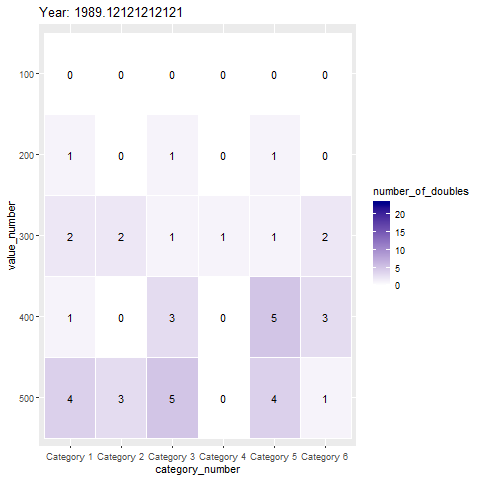 Year: 1989.12121212121
100 0 0 0 0 0 0
200 1 0 1 0 1 0
300 2 2 1 1 1 2
400 1 0 3 0 5 3
500 4 3 5 0 4 1
value_number
Category 1 Category 2 Category 3 Category 4 Category 5 Category 6
category_number
number_of_doubles
20
15
10
5
0